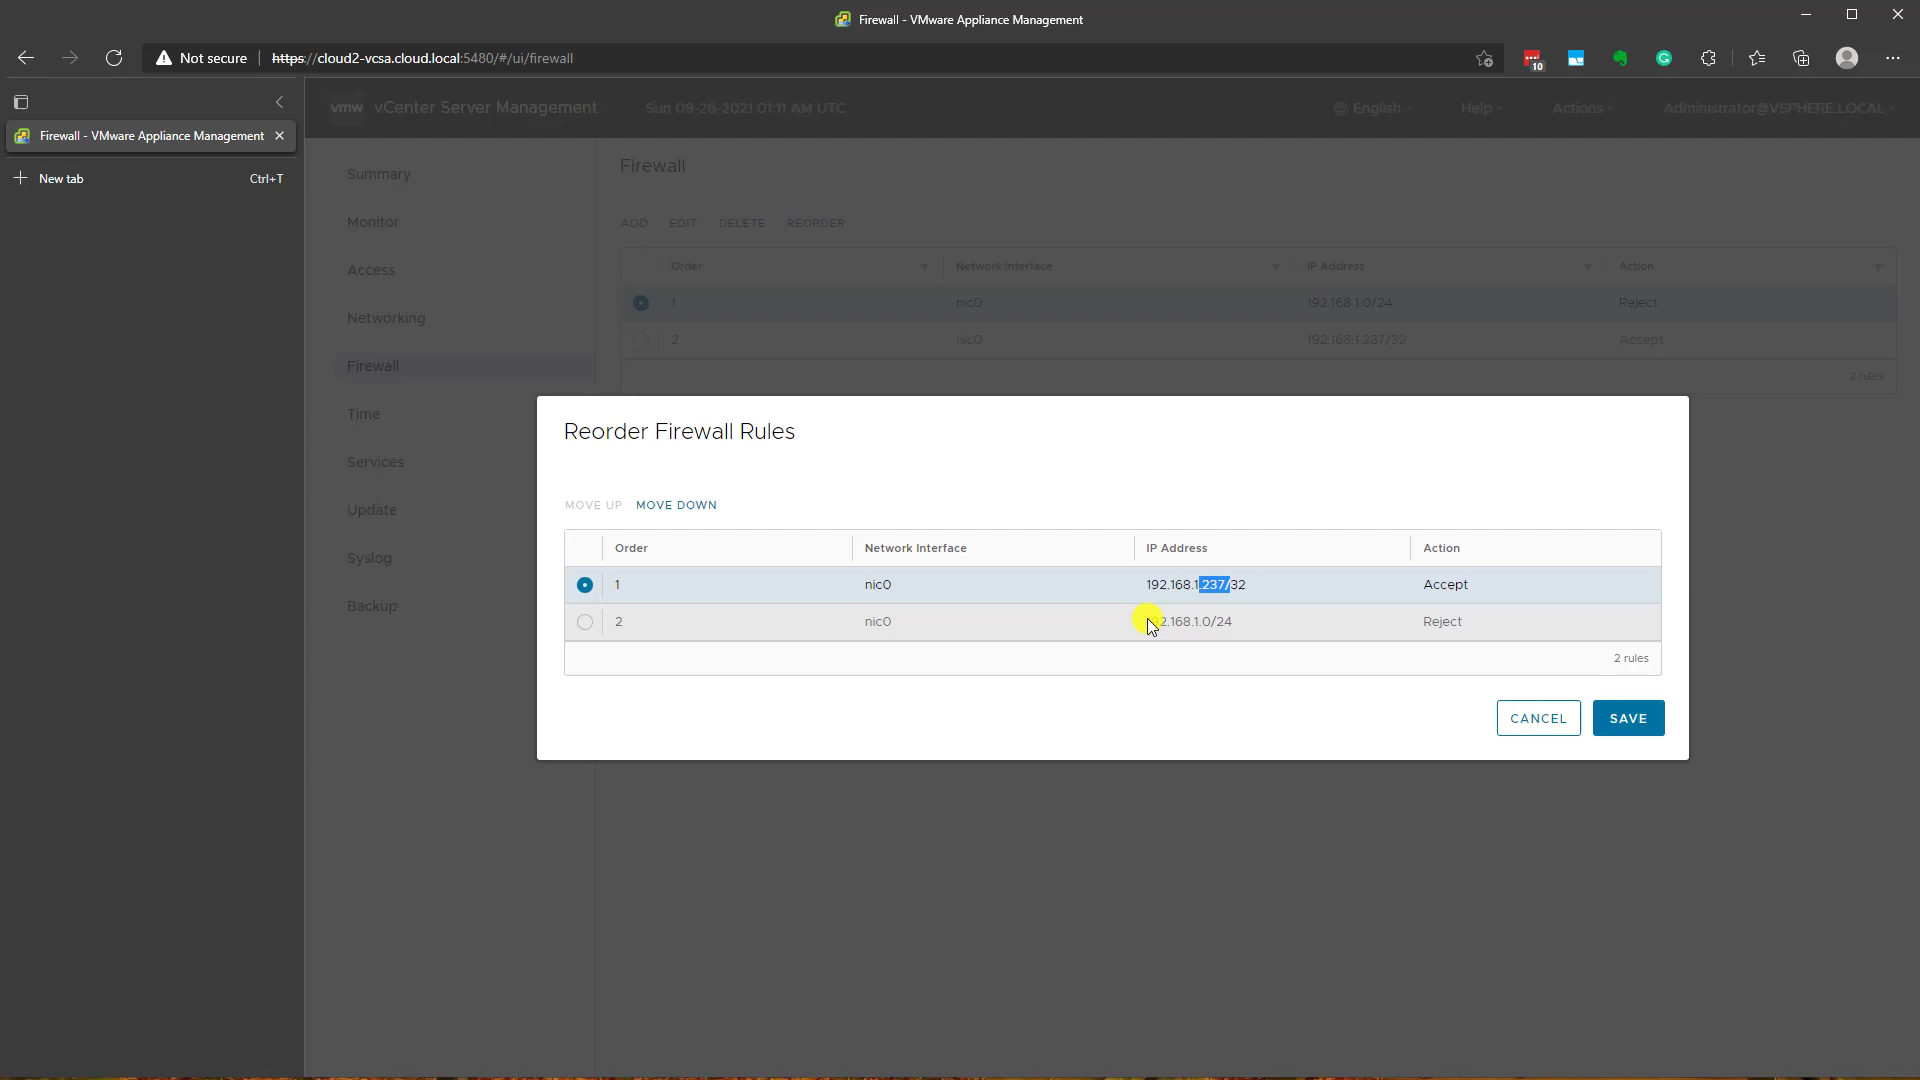 Firewall - VMware Appliance Management
Not secure
https://cloud2-vcsa.cloud.local:5480/#/ui/firewall
10
Firewall - VMware Appliance Management
New tab Ctrl+T
vmw vCenter Server Management Sun 09-26-2021 01:11 AM UTC English Help Actions Administrator@VSPHERE.LOCAL
Summary
Monitor
Access
Networking
Firewall
Time
Services
Update
Syslog
Backup
Firewall
ADD EDIT DELETE REORDER
Order Network Interface IP Address Action
1 nic0 192.168.1.0/24 Reject
2 nic0 192.168.1.237/32 Accept
2 rules
Reorder Firewall Rules
MOVE UP MOVE DOWN
Order Network Interface IP Address Action
1 nic0 192.168.1.237/32 Accept
2 nic0 192.168.1.0/24 Reject
2 rules
CANCEL SAVE